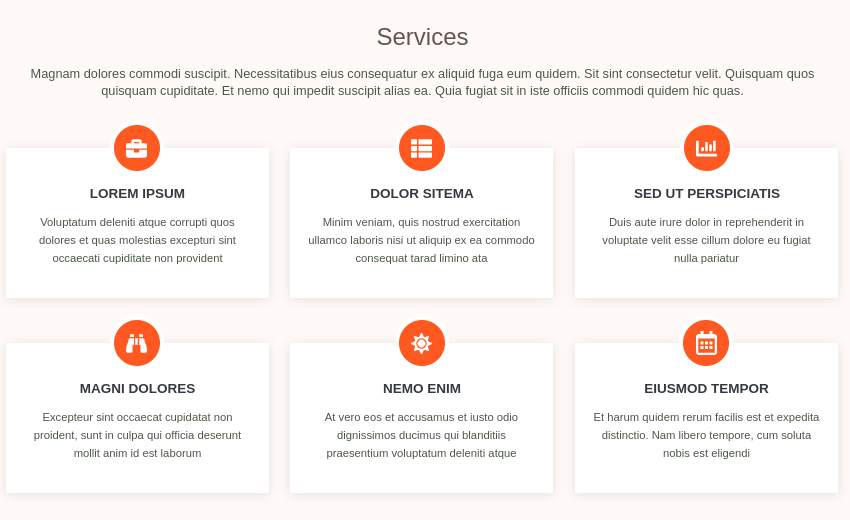 Services
Magnam dolores commodi suscipit. Necessitatibus eius consequatur ex aliquid fuga eum quidem. Sit sint consectetur velit. Quisquam quos
quisquam cupiditate. Et nemo qui impedit suscipit alias ea. Quia fugiat sit in iste officiis commodi quidem hic quas.
LOREM IPSUM
Voluptatum deleniti atque corrupti quos
dolores et quas molestias excepturi sint
occaecati cupiditate non provident
DOLOR SITEMA
Minim veniam, quis nostrud exercitation
ullamco laboris nisi ut aliquip ex ea commodo
consequat tarad limino ata
SED UT PERSPICIATIS
Duis aute irure dolor in reprehenderit in
voluptate velit esse cillum dolore eu fugiat
nulla pariatur
MAGNI DOLORES
Excepteur sint occaecat cupidatat non
proident, sunt in culpa qui officia deserunt
mollit anim id est laborum
NEMO ENIM
At vero eos et accusamus et iusto odio
dignissimos ducimus qui blanditiis
praesentium voluptatum deleniti atque
EIUSMOD TEMPOR
Et harum quidem rerum facilis est et expedita
distinctio. Nam libero tempore, cum soluta
nobis est eligendi